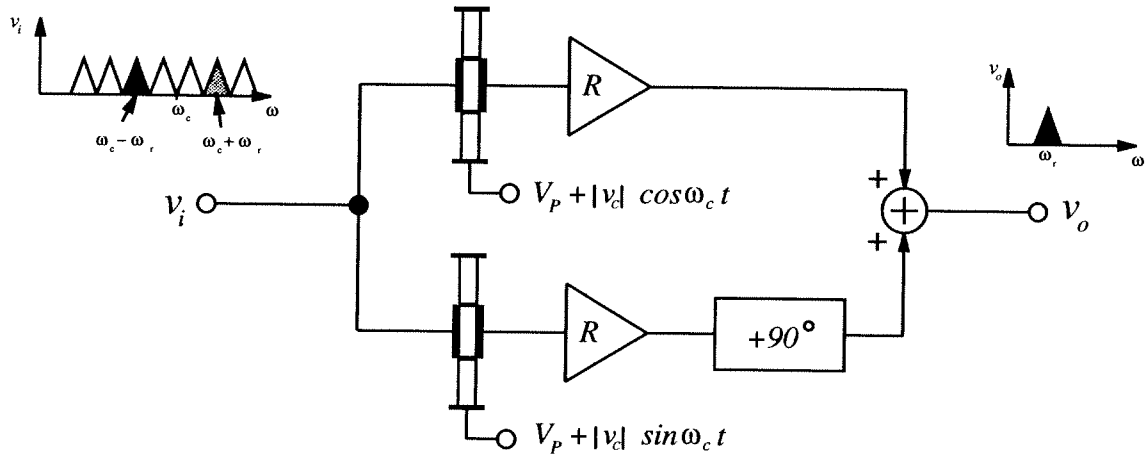 v_i
ω_c
ω
ω_c − ω_r
ω_c + ω_r
R
V_P + |v_c| cosω_c t
v_i
+
+
+
v_o
v_o
ω_r
ω
R
+90°
V_P + |v_c| sinω_c t